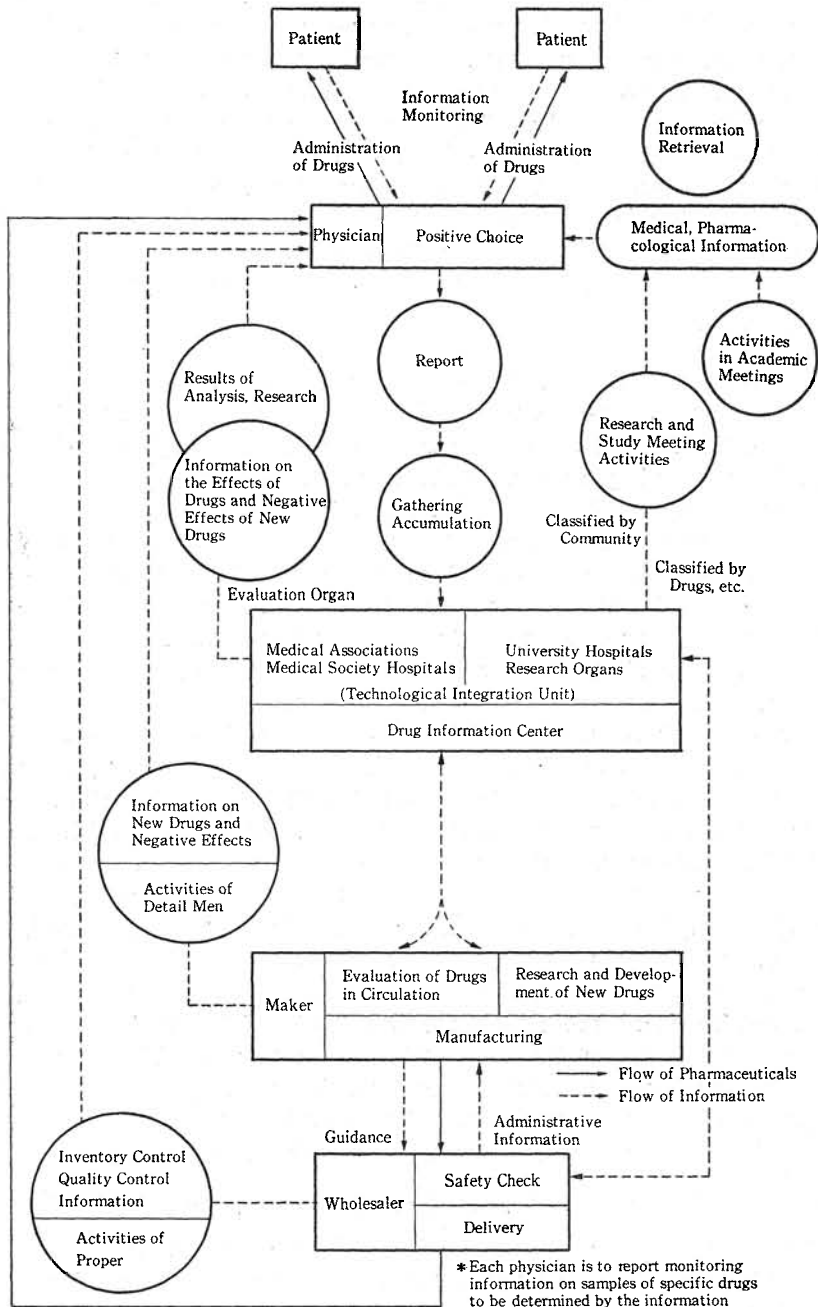 Patient
Patient
Information
Monitoring
Administration
of Drugs
Administration
of Drugs
Information
Retrieval
Physician
Positive Choice
Medical, Pharma-
cological Information
Activities
in Academic
Meetings
Report
Results of
Analysis, Research
Research and
Study Meeting
Activities
Information on
the Effects of
Drugs and Negative
Effects of New
Drugs
Gathering
Accumulation
Classified by
Community
Classified by
Drugs, etc.
Evaluation Organ
Medical Associations
Medical Society Hospitals
University Hospitals
Research Organs
(Technological Integration Unit)
Drug Information Center
Information on
New Drugs and
Negative Effects
Activities of
Detail Men
Maker
Evaluation of Drugs
in Circulation
Research and Develop-
ment of New Drugs
Manufacturing
Flow of Pharmaceuticals
Flow of Information
Guidance
Administrative
Information
Inventory Control
Quality Control
Information
Activities of
Proper
Wholesaler
Safety Check
Delivery
* Each physician is to report monitoring
information on samples of specific drugs
to be determined by the information